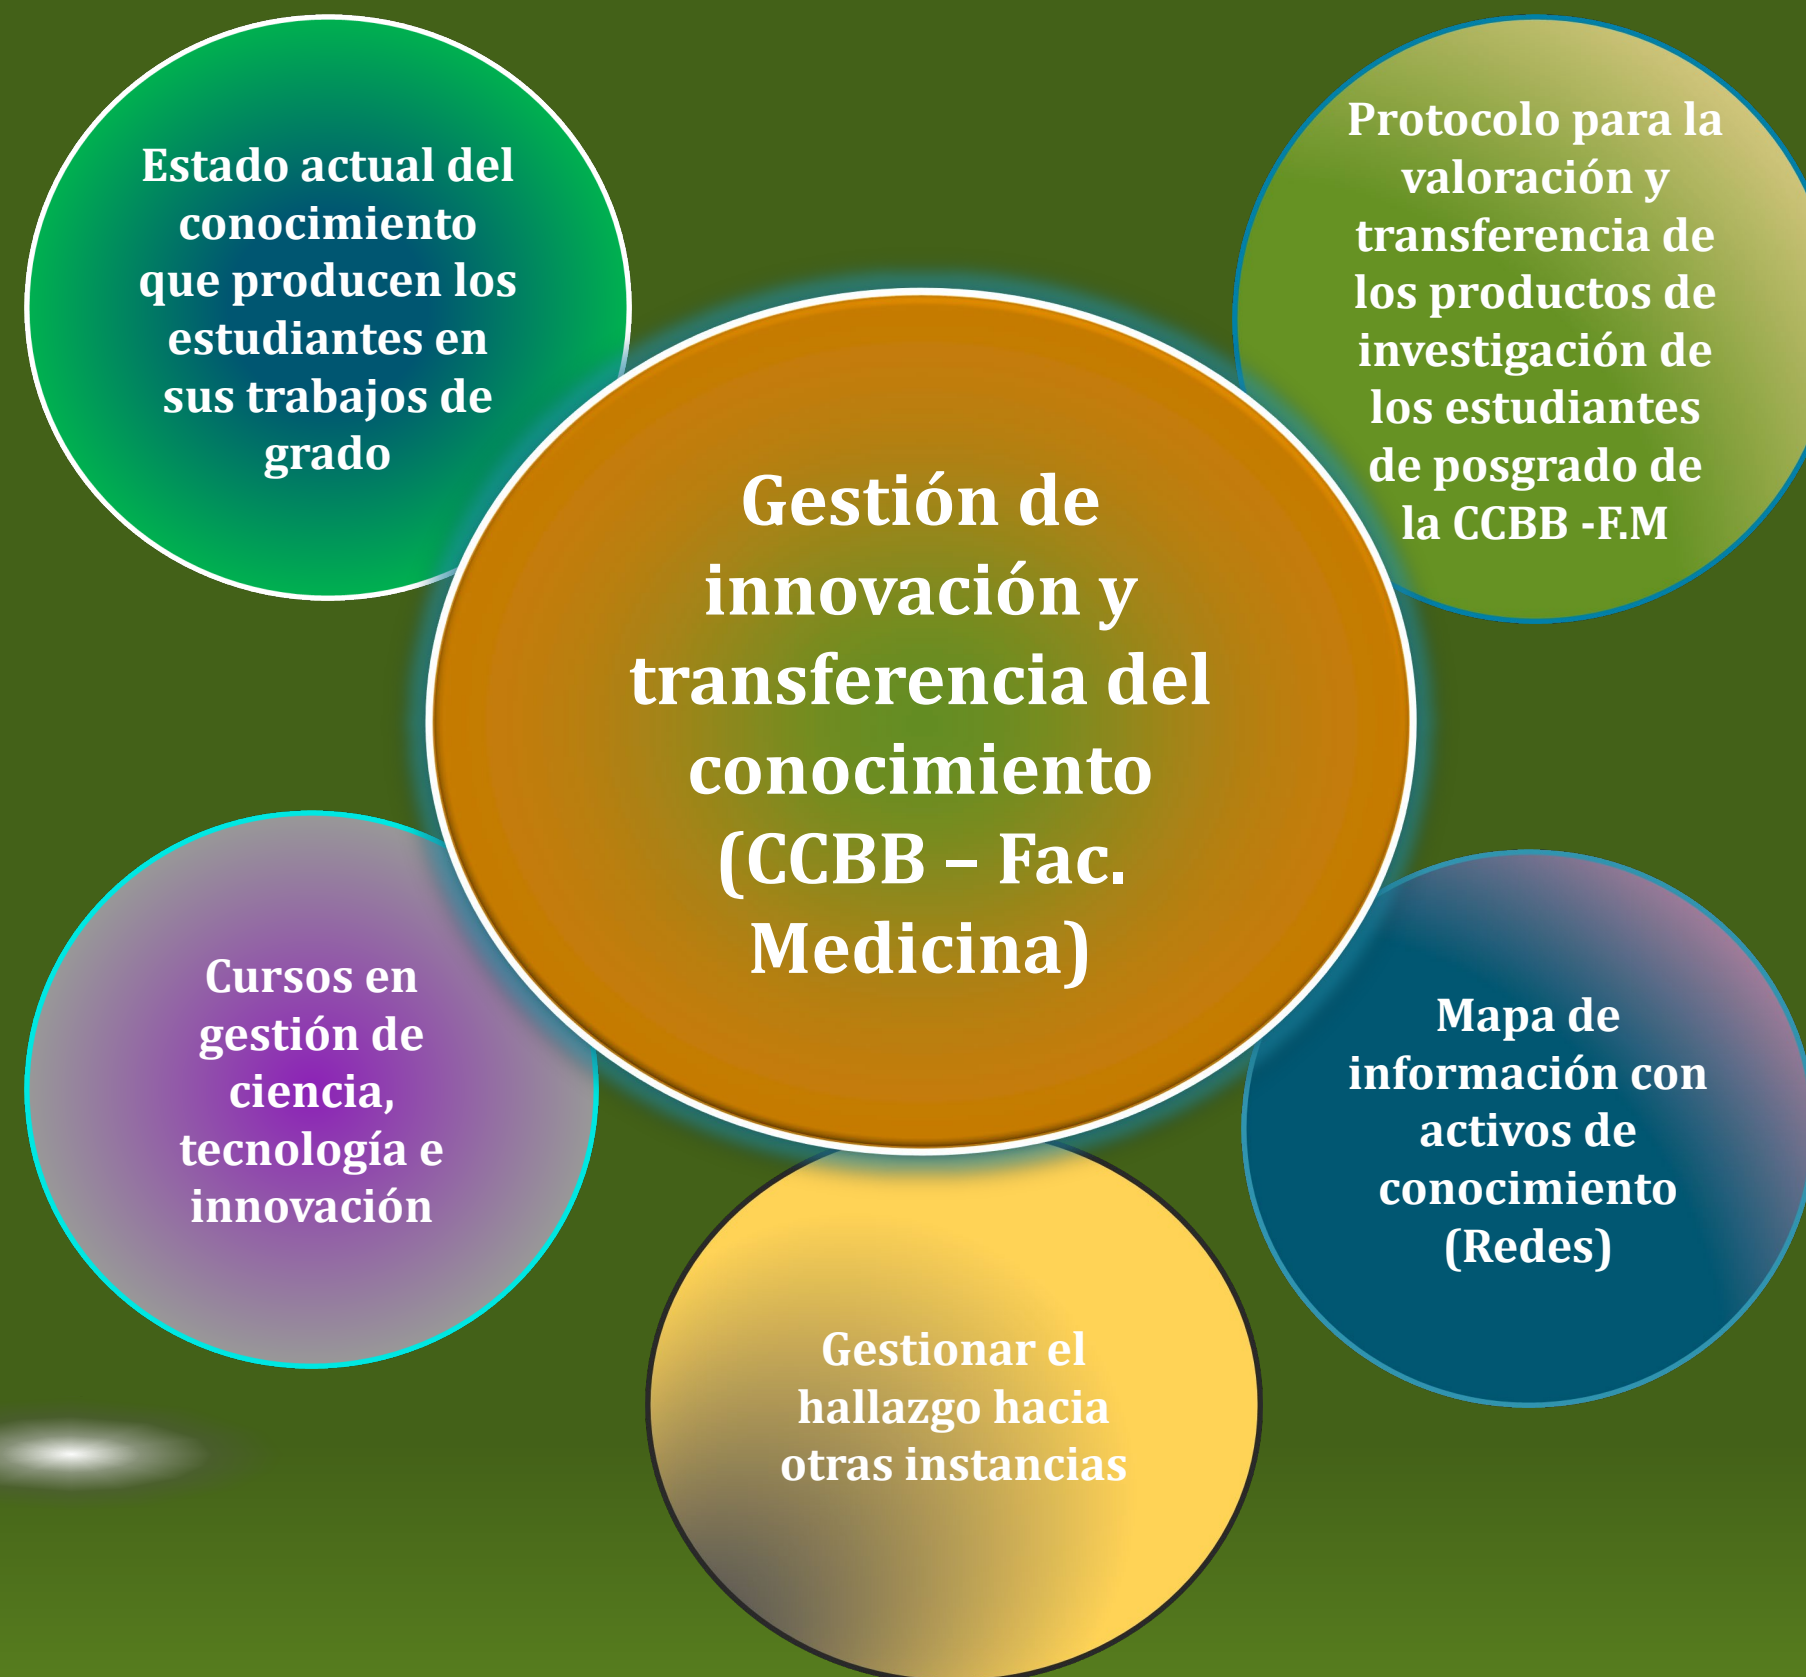 Estado actual del
conocimiento
que producen los
estudiantes en
sus trabajos de
grado
Protocolo para la
valoración y
transferencia de
los productos de
investigación de
los estudiantes
de posgrado de
la CCBB -F.M
Gestión de
innovación y
transferencia del
conocimiento
(CCBB – Fac.
Medicina)
Cursos en
gestión de
ciencia,
tecnología e
innovación
Mapa de
información con
activos de
conocimiento
(Redes)
Gestionar el
hallazgo hacia
otras instancias